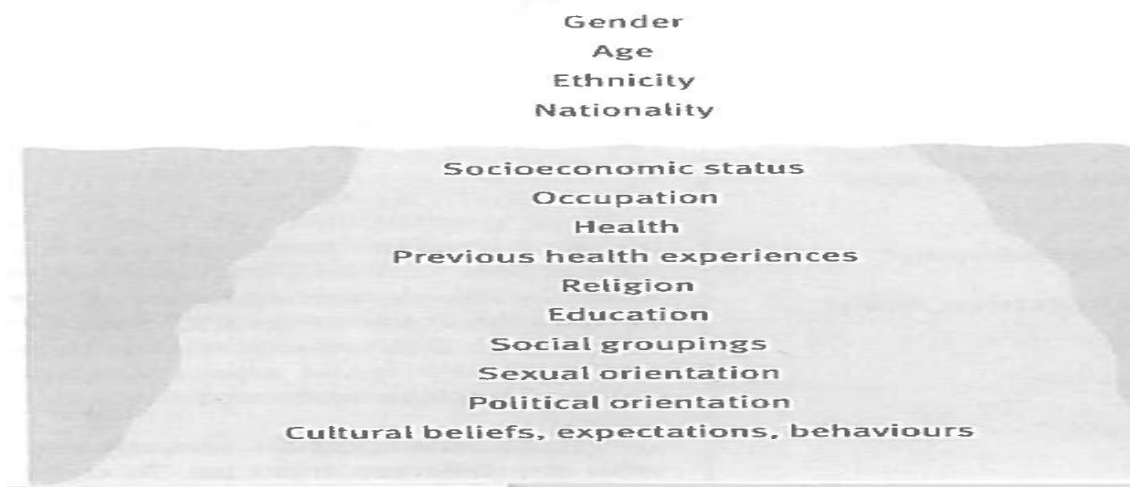 Gender
Age
Ethnicity
Nationality
Socioeconomic status
Occupation
Health
Previous health experiences
Religion
Education
Social groupings
Sexual orientation
Political orientation
Cultural beliefs, expectations, behaviours